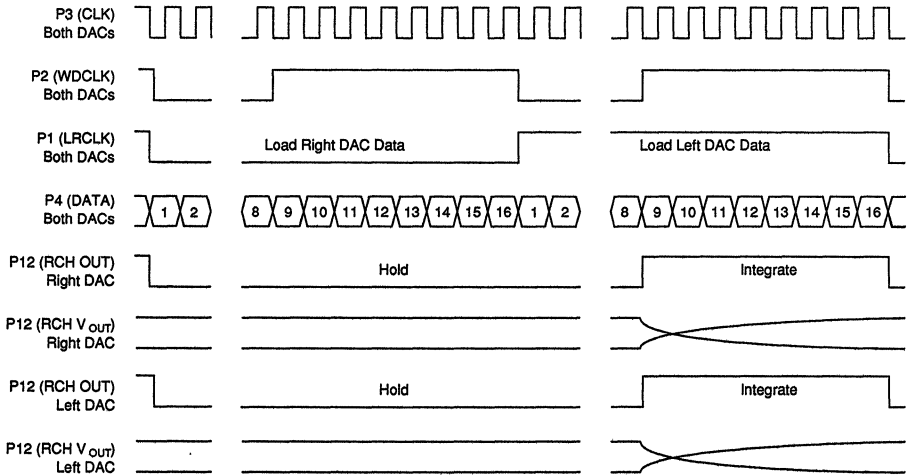 P3 (CLK)
Both DACs
P2 (WDCLK)
Both DACs
P1 (LRCLK)
Both DACs
Load Right DAC Data
Load Left DAC Data
P4 (DATA)
Both DACs
1 2 8 9 10 11 12 13 14 15 16 1 2 8 9 10 11 12 13 14 15 16
P12 (RCH OUT)
Right DAC
Hold
Integrate
P12 (RCH V OUT)
Right DAC
P12 (RCH OUT)
Left DAC
Hold
Integrate
P12 (RCH V OUT)
Left DAC